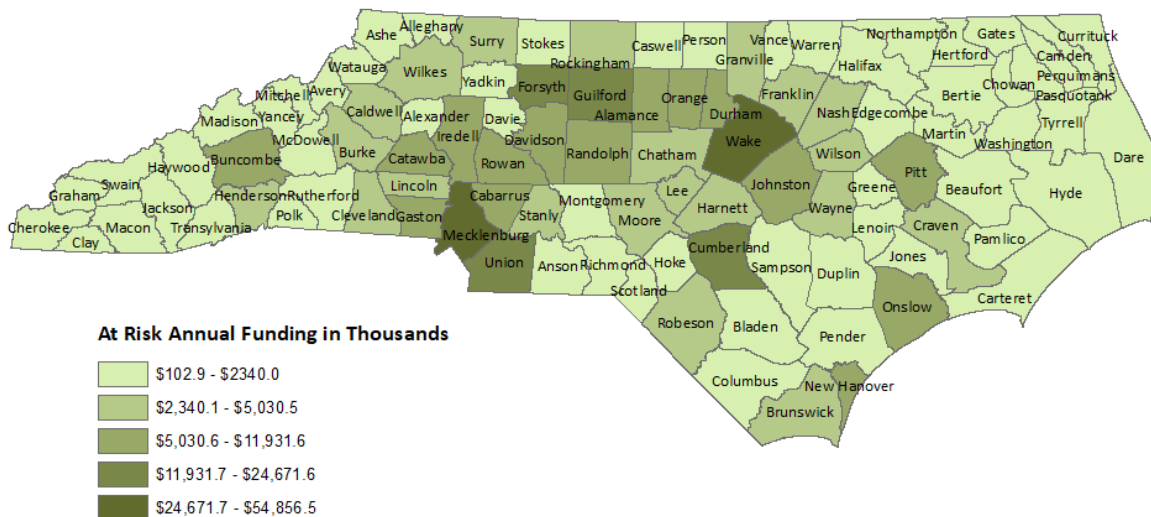 Ashe
Alleghany
Surry
Stokes
Rockingham
Caswell
Person
Vance
Granville
Warren
Northampton
Halifax
Hertford
Gates
Currituck
Camden
Perquimans
Pasquotank
Chowan
Bertie
Watauga
Wilkes
Yadkin
Forsyth
Guilford
Alamance
Orange
Durham
Franklin
Nash
Edgecombe
Martin
Washington
Tyrrell
Dare
Mitchell
Avery
Yancey
Caldwell
Alexander
Iredell
Davie
Davidson
Randolph
Chatham
Wake
Wilson
Pitt
Beaufort
Hyde
Madison
McDowell
Burke
Catawba
Rowan
Buncombe
Haywood
Swain
Graham
Cherokee
Clay
Macon
Jackson
Transylvania
Henderson
Polk
Rutherford
Cleveland
Lincoln
Gaston
Mecklenburg
Cabarrus
Stanly
Montgomery
Moore
Lee
Harnett
Johnston
Wayne
Greene
Lenoir
Craven
Pamlico
Jones
Carteret
Union
Anson
Richmond
Scotland
Hoke
Cumberland
Sampson
Duplin
Onslow
Robeson
Bladen
Pender
Columbus
Brunswick
New Hanover
At Risk Annual Funding in Thousands
$102.9 - $2340.0
$2,340.1 - $5,030.5
$5,030.6 - $11,931.6
$11,931.7 - $24,671.6
$24,671.7 - $54,856.5